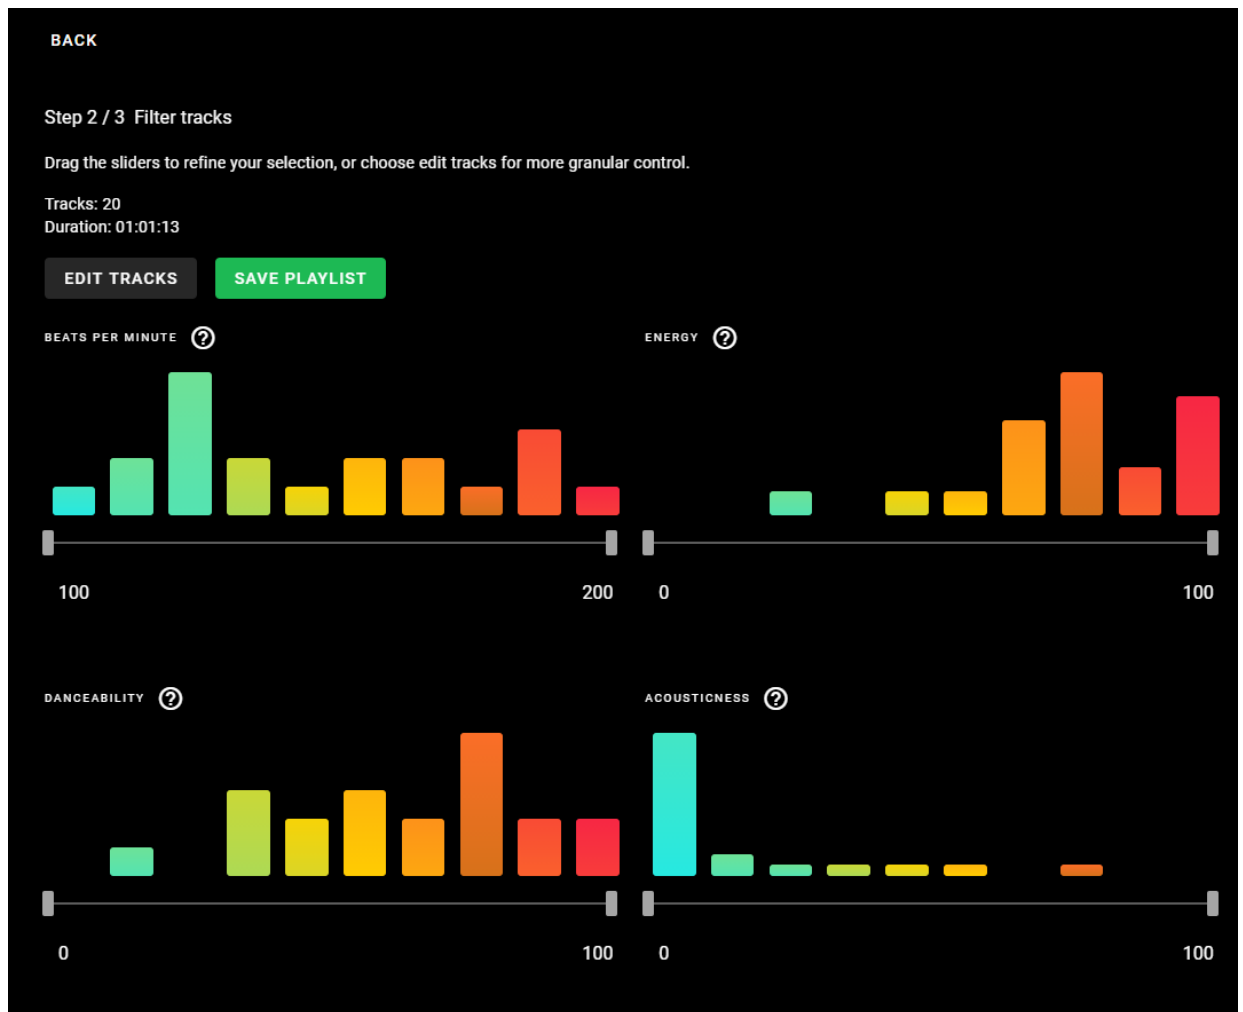 BACK
Step 2 / 3 Filter tracks
Drag the sliders to refine your selection, or choose edit tracks for more granular control.
Tracks: 20
Duration: 01:01:13
EDIT TRACKS SAVE PLAYLIST
BEATS PER MINUTE ? ENERGY ?
100 200 0 100
DANCEABILITY ? ACOUSTICNESS ?
0 100 0 100